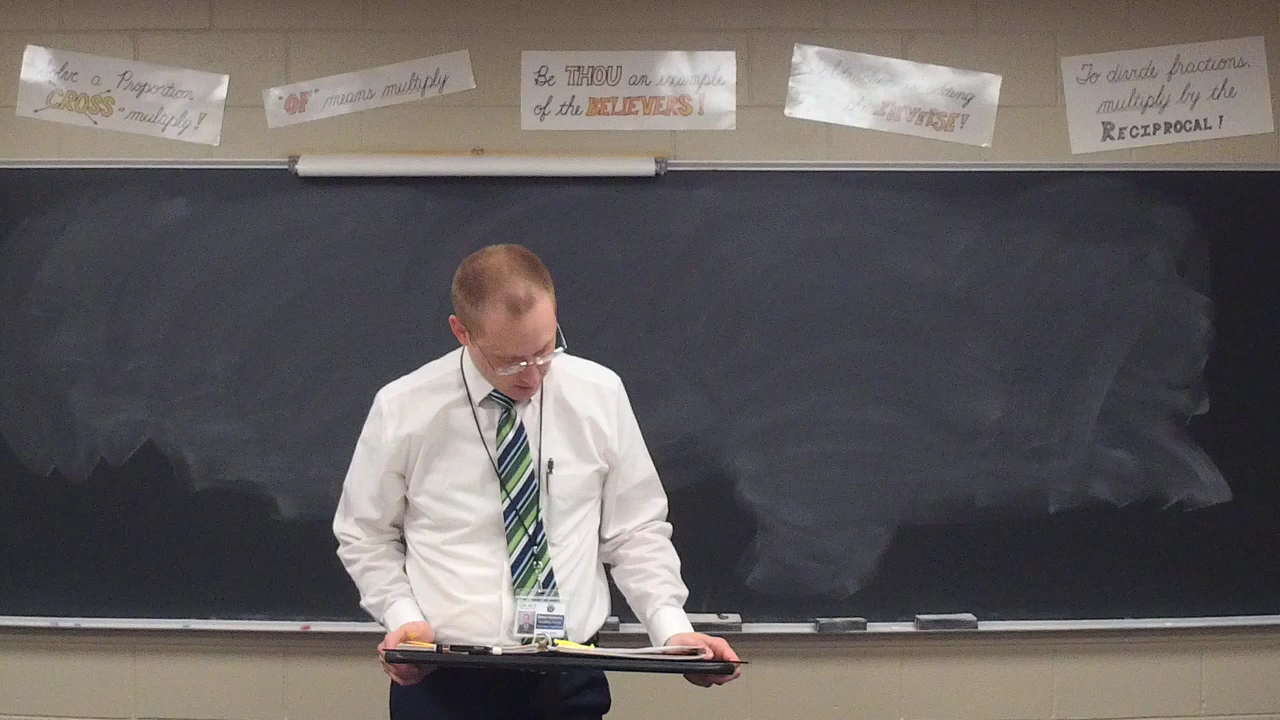 a Proportion
"CROSS" multiply!
"OF" means multiply
Be THOU an example
of the BELIEVERS!
the INVERSE!
To divide fractions,
multiply by the
RECIPROCAL!